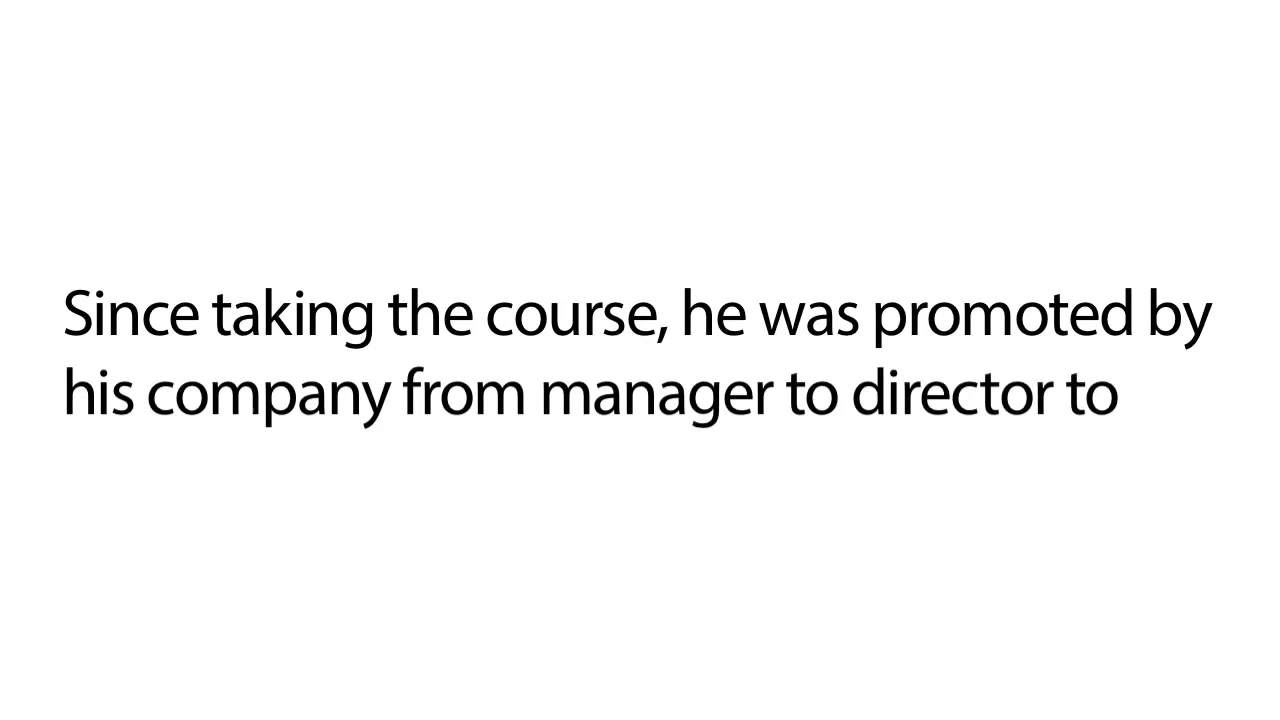 Since taking the course, he was promoted by
his company from manager to director to